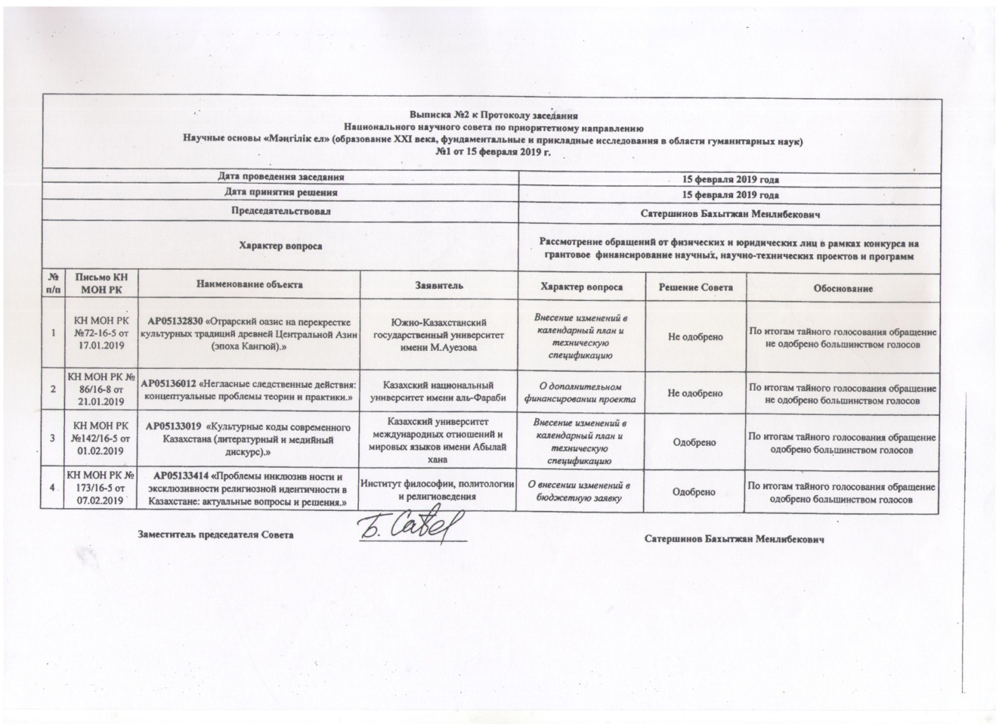 Выписка №2 к Протоколу заседания
Национального научного совета по приоритетному направлению
Научные основы «Мәңгілік ел» (образование XXI века, фундаментальные и прикладные исследования в области гуманитарных наук)
№1 от 15 февраля 2019 г.
Дата проведения заседания
15 февраля 2019 года
Дата принятия решения
15 февраля 2019 года
Председательствовал
Сатершинов Бахытжан Менлибекович
Характер вопроса
Рассмотрение обращений от физических и юридических лиц в рамках конкурса на
грантовое финансирование научных, научно-технических проектов и программ
№
п/п
Письмо КН
МОН РК
Наименование объекта
Заявитель
Характер вопроса
Решение Совета
Обоснование
1
КН МОН РК
№72-16-5 от
17.01.2019
АР05132830 «Отрарский оазис на перекрестке
культурных традиций древней Центральной Азии
(эпоха Кангюй).»
Южно-Казахстанский
государственный университет
имени М.Ауезова
Внесение изменений в
календарный план и
техническую
спецификацию
Не одобрено
По итогам тайного голосования обращение
не одобрено большинством голосов
2
КН МОН РК №
86/16-8 от
21.01.2019
АР05136012 «Негласные следственные действия:
концептуальные проблемы теории и практики.»
Казахский национальный
университет имени аль-Фараби
О дополнительном
финансировании проекта
Не одобрено
По итогам тайного голосования обращение
не одобрено большинством голосов
3
КН МОН РК
№142/16-5 от
01.02.2019
АР05133019 «Культурные коды современного
Казахстана (литературный и медийный
дискурс).»
Казахский университет
международных отношений и
мировых языков имени Абылай
хана
Внесение изменений в
календарный план и
техническую
спецификацию
Одобрено
По итогам тайного голосования обращение
одобрено большинством голосов
4
КН МОН РК №
173/16-5 от
07.02.2019
АР05133414 «Проблемы инклюзив ности и
эксклюзивности религиозной идентичности в
Казахстане: актуальные вопросы и решения.»
Институт философии, политологии
и религиоведения
О внесении изменений в
бюджетную заявку
Одобрено
По итогам тайного голосования обращение
одобрено большинством голосов
Заместитель председателя Совета
Сатершинов Бахытжан Менлибекович